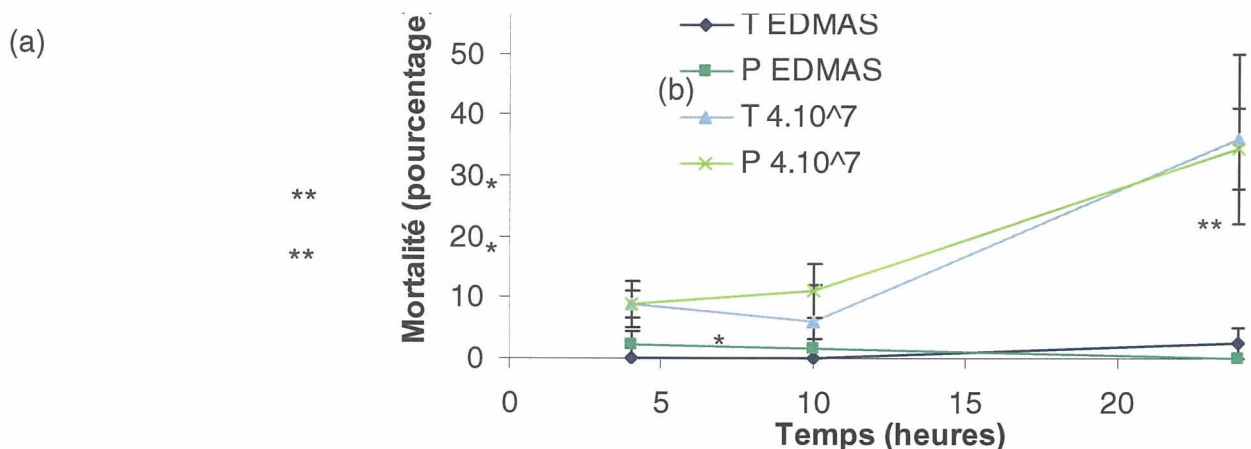 (a)
Mortalité (pourcentage)
50
40
30
20
10
0
T EDMAS
P EDMAS
(b)
T 4.10^7
P 4.10^7
**
**
*
*
*
**
0
5
10
15
20
Temps (heures)